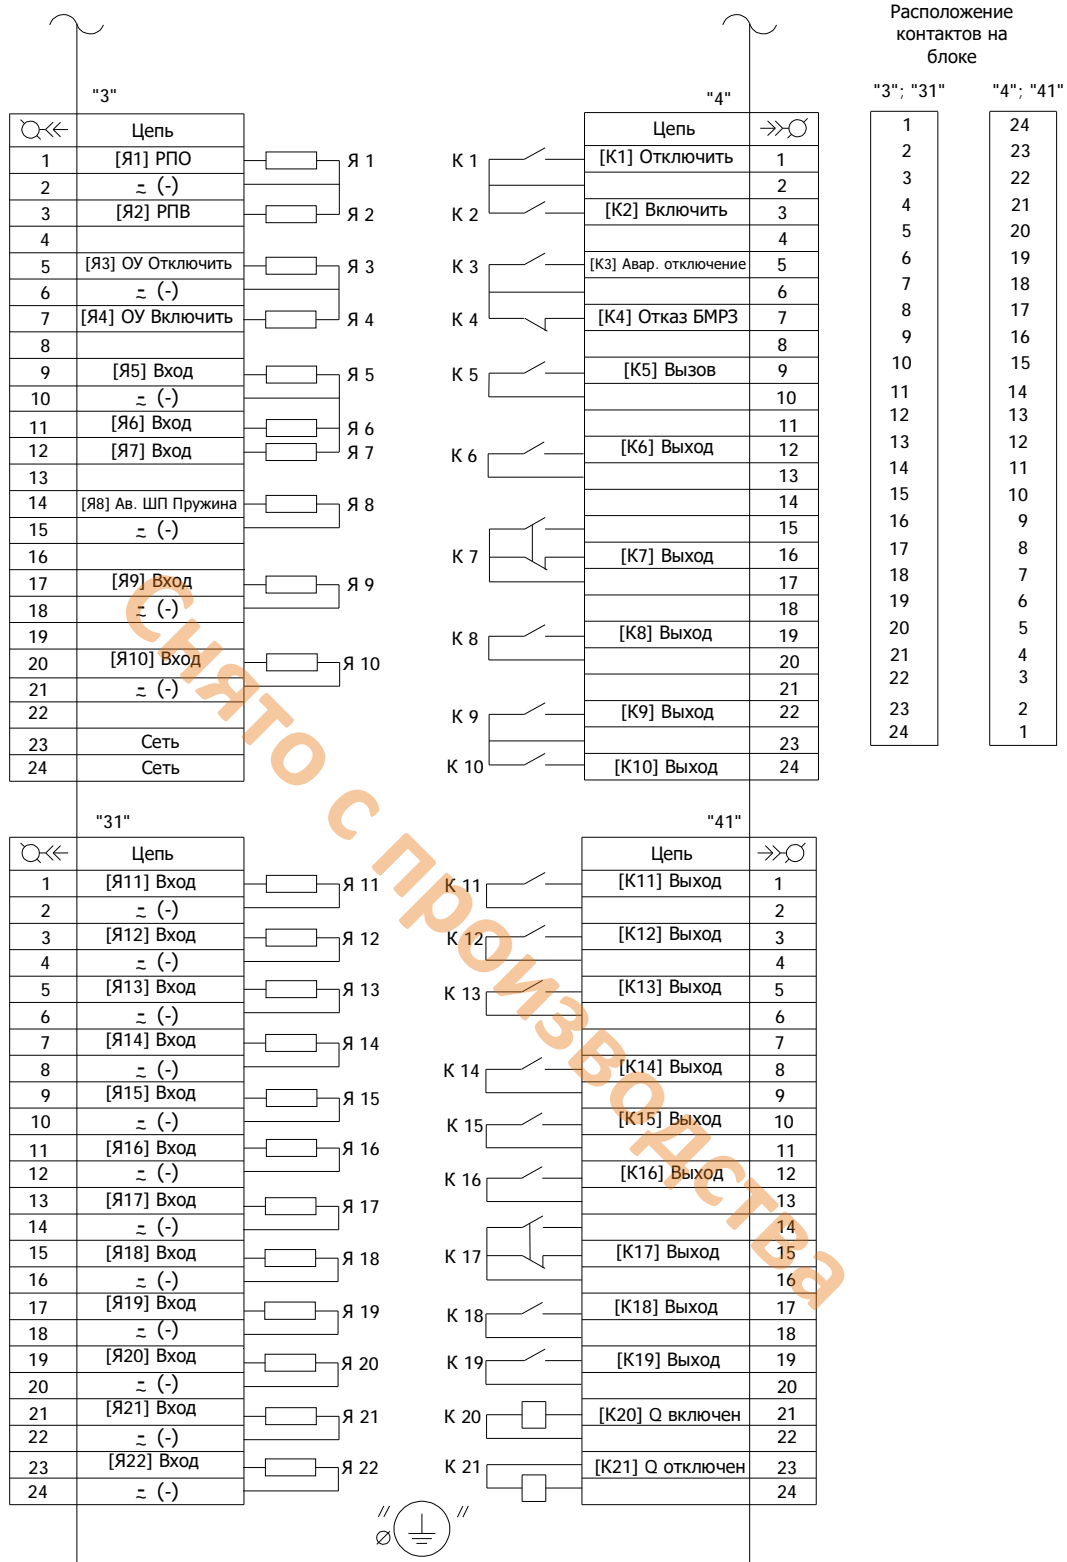 Расположение
контактов на
блоке
"3"; "31" "4"; "41"
1 24
2 23
3 22
4 21
5 20
6 19
7 18
8 17
9 16
10 15
11 14
12 13
13 12
14 11
15 10
16 9
17 8
18 7
19 6
20 5
21 4
22 3
23 2
24 1
"3"
Цепь
1 [Я1] РПО Я 1
2 ~ (-)
3 [Я2] РПВ Я 2
4
5 [Я3] ОУ Отключить Я 3
6 ~ (-)
7 [Я4] ОУ Включить Я 4
8
9 [Я5] Вход Я 5
10 ~ (-)
11 [Я6] Вход Я 6
12 [Я7] Вход Я 7
13
14 [Я8] Ав. ШП Пружина Я 8
15 ~ (-)
16
17 [Я9] Вход Я 9
18 ~ (-)
19
20 [Я10] Вход Я 10
21 ~ (-)
22
23 Сеть
24 Сеть
"4"
Цепь
К 1 [К1] Отключить 1
2
К 2 [К2] Включить 3
4
К 3 [К3] Авар. отключение 5
6
К 4 [К4] Отказ БМРЗ 7
8
К 5 [К5] Вызов 9
10
11
К 6 [К6] Выход 12
13
14
15
К 7 [К7] Выход 16
17
18
К 8 [К8] Выход 19
20
21
К 9 [К9] Выход 22
23
К 10 [К10] Выход 24
"31"
Цепь
1 [Я11] Вход Я 11
2 ~ (-)
3 [Я12] Вход Я 12
4 ~ (-)
5 [Я13] Вход Я 13
6 ~ (-)
7 [Я14] Вход Я 14
8 ~ (-)
9 [Я15] Вход Я 15
10 ~ (-)
11 [Я16] Вход Я 16
12 ~ (-)
13 [Я17] Вход Я 17
14 ~ (-)
15 [Я18] Вход Я 18
16 ~ (-)
17 [Я19] Вход Я 19
18 ~ (-)
19 [Я20] Вход Я 20
20 ~ (-)
21 [Я21] Вход Я 21
22 ~ (-)
23 [Я22] Вход Я 22
24 ~ (-)
"41"
Цепь
К 11 [К11] Выход 1
2
К 12 [К12] Выход 3
4
К 13 [К13] Выход 5
6
7
К 14 [К14] Выход 8
9
К 15 [К15] Выход 10
11
К 16 [К16] Выход 12
13
14
К 17 [К17] Выход 15
16
К 18 [К18] Выход 17
18
К 19 [К19] Выход 19
20
К 20 [К20] Q включен 21
22
К 21 [К21] Q отключен 23
24
Снято с производства